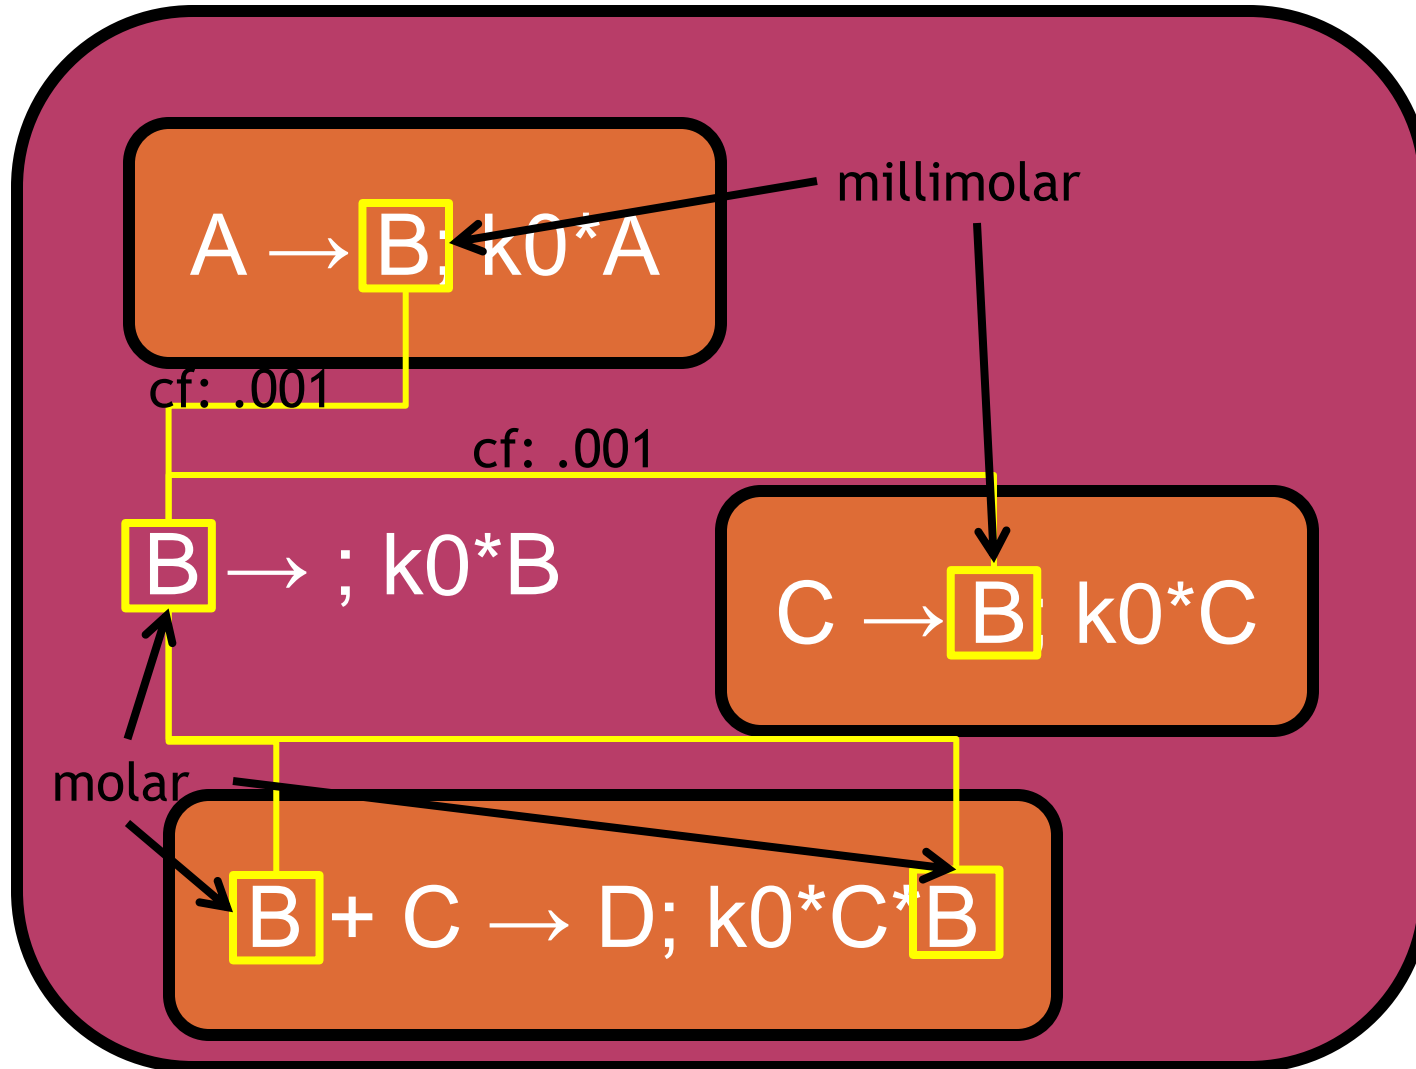 millimolar
A → B; k0*A
cf: .001
cf: .001
B → ; k0*B
C → B; k0*C
molar
B + C → D; k0*C*B